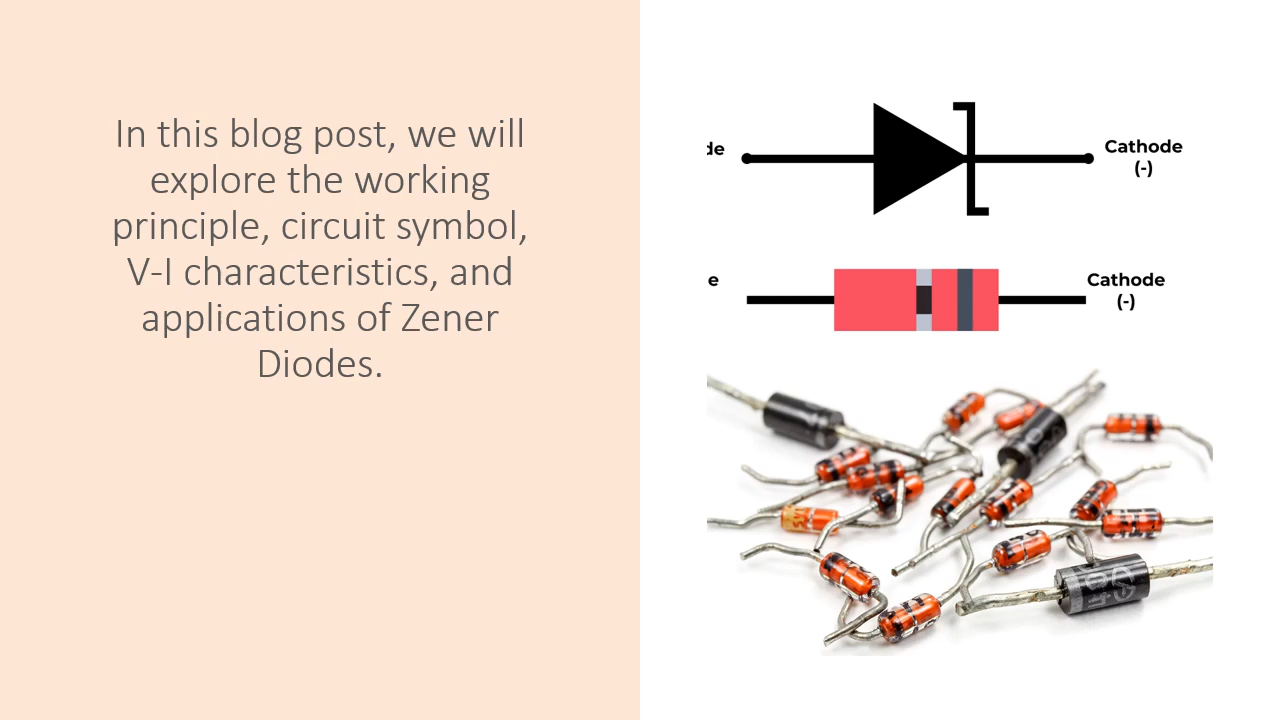 In this blog post, we will
explore the working
principle, circuit symbol,
V-I characteristics, and
applications of Zener
Diodes.
de
Cathode
(-)
e
Cathode
(-)